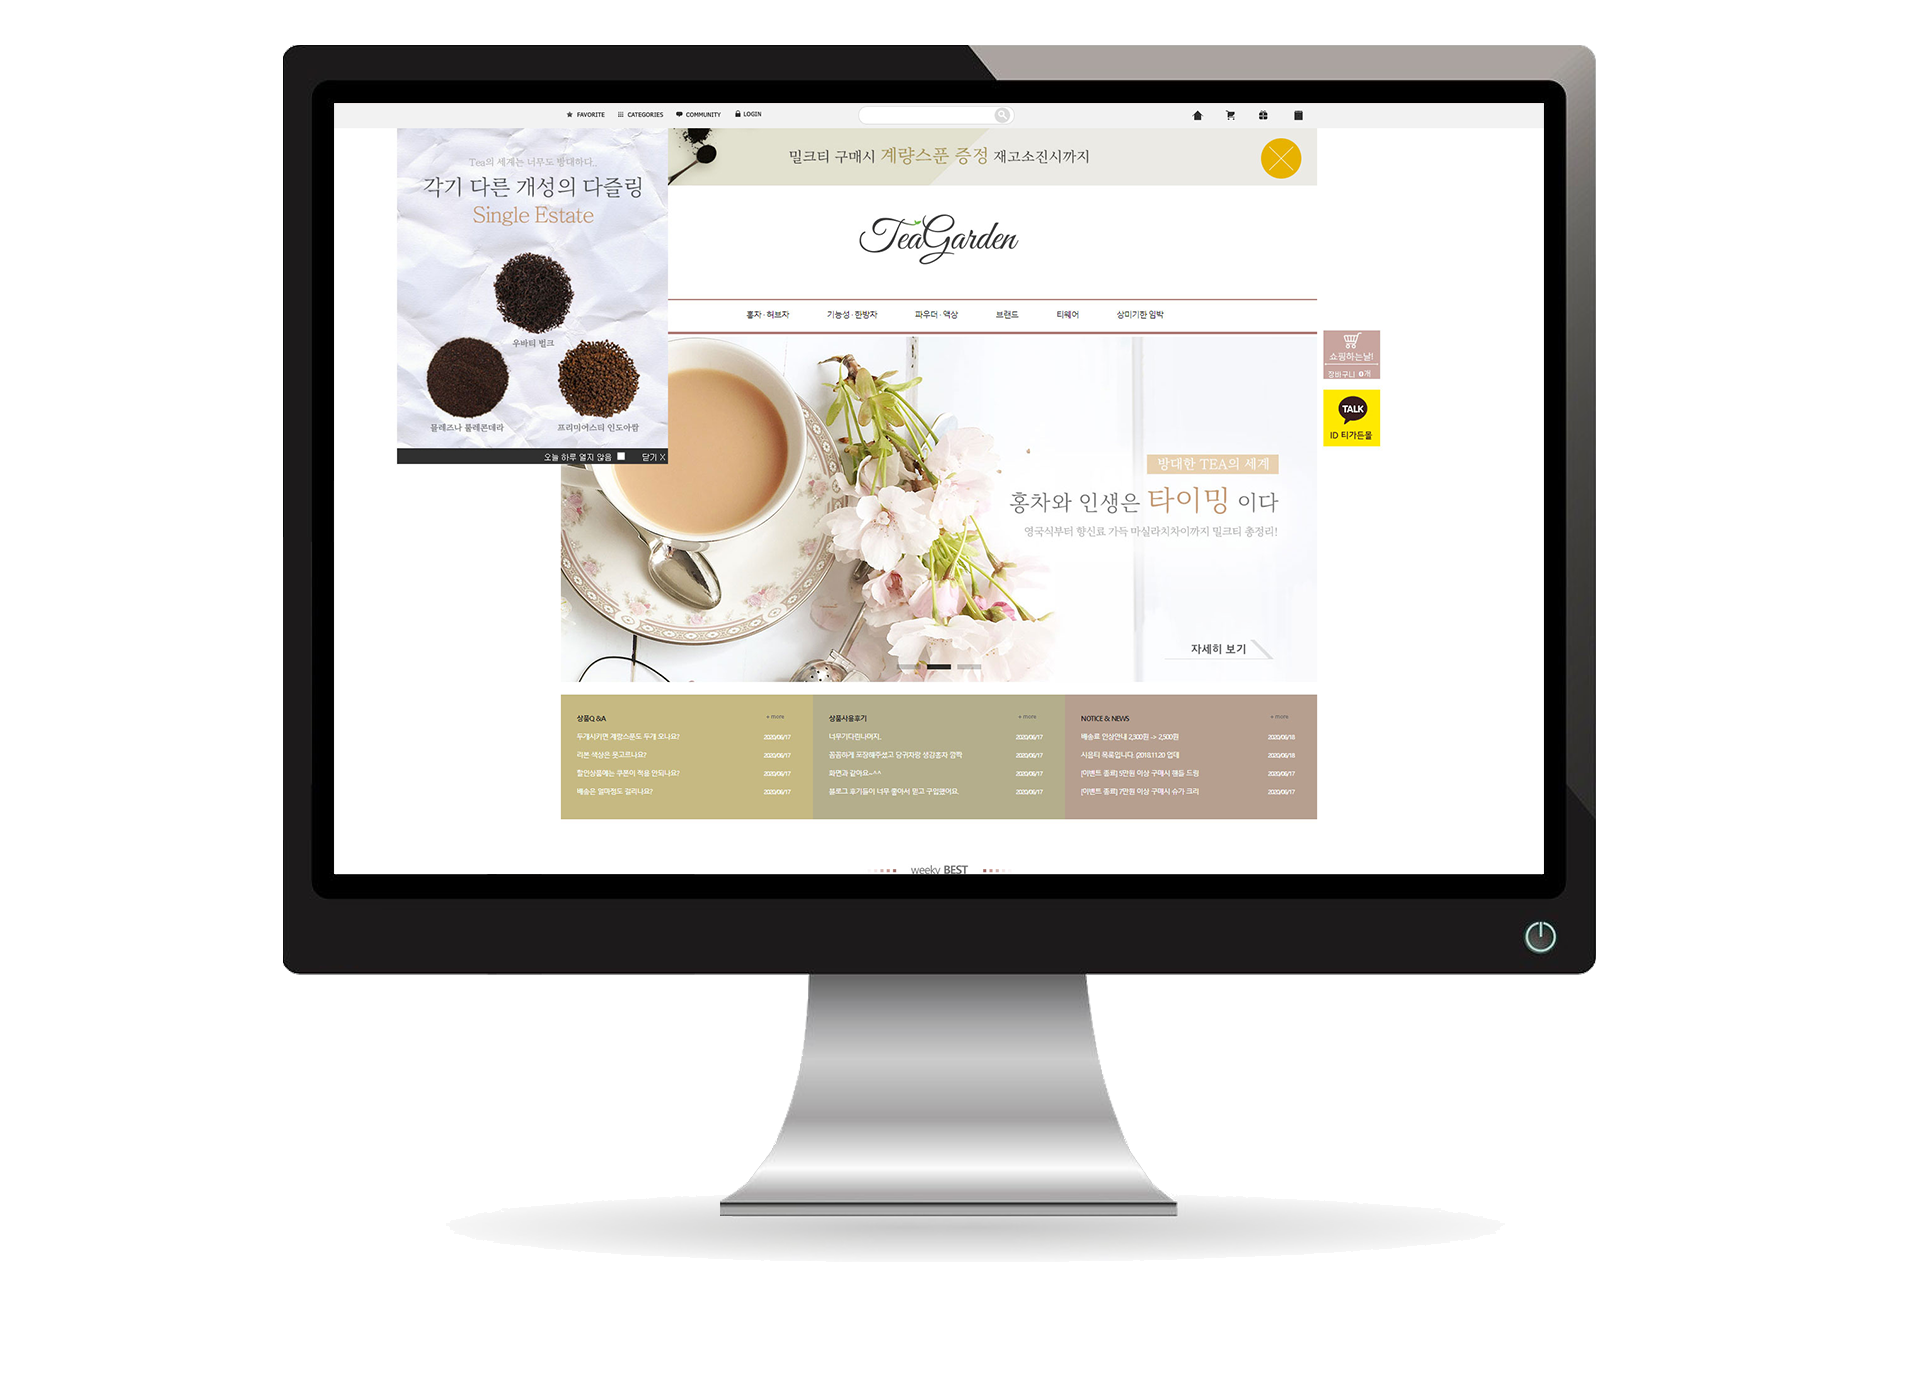 FAVORITE CATEGORIES COMMUNITY LOGIN
Tea의 세계는 너무도 방대하다..
각기 다른 개성의 다즐링
Single Estate
우바티 벌크
믈레즈나 블렌콘데라
프리미어스티 인도아쌈
오늘 하루 열지 않음 닫기 X
밀크티 구매시 계량스푼 증정 재고소진시까지
TeaGarden
홍차·허브차 기능성·한방차 파우더·액상 브랜드 티웨어 상미기한 임박
쇼핑하는날!
장바구니 0개
TALK
ID 티가든몰
방대한 TEA의 세계
홍차와 인생은 타이밍 이다
영국식부터 향신료 가득 마살라치차이까지 밀크티 총정리!
자세히 보기
상품Q &A + more
두개시키면 계량스푼도 두개 오나요? 2020/06/17
리본 색상은 못고르나요? 2020/06/17
할인상품에는 쿠폰이 적용 안되나요? 2020/06/17
배송은 얼마정도 걸리나요? 2020/06/17
상품사용후기 + more
너무기다린나머지.. 2020/06/17
꼼꼼하게 포장해주셨고 당귀차랑 생강홍차 깜짝 2020/06/17
화면과 같아요~^^ 2020/06/17
블로그 후기들이 너무 좋아서 믿고 구입했어요. 2020/06/17
NOTICE & NEWS + more
배송료 인상안내 2,300원 -> 2,500원 2020/06/18
시음티 목록입니다. (2018.11.20 업데 2020/06/18
[이벤트 종료] 5만원 이상 구매시 핸들 드링 2020/06/17
[이벤트 종료] 7만원 이상 구매시 슈가 크리 2020/06/17
weeky BEST